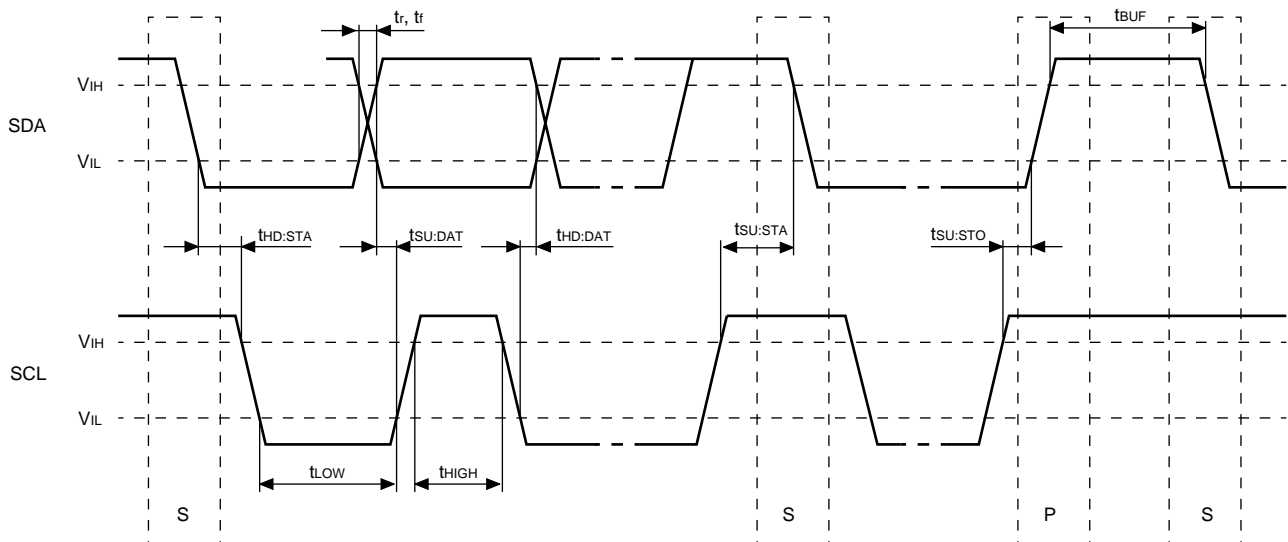 tr, tf
tBUF
VIH
SDA
VIL
tHD:STA
tSU:DAT
tHD:DAT
tSU:STA
tSU:STO
VIH
SCL
VIL
tLOW
tHIGH
S
S
P
S